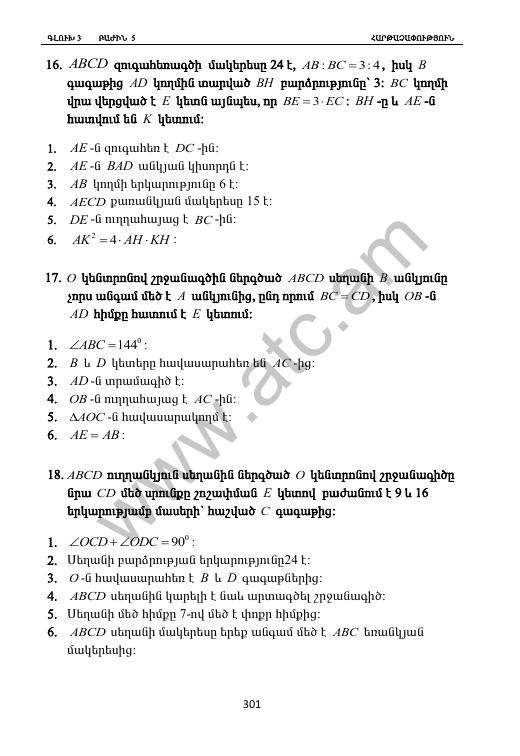 ԳԼՈՒԽ 3 ԲԱԺԻՆ 5 ՀԱՐԹԱՉԱՓՈՒԹՅՈՒՆ
16. ABCD զուգահեռագծի մակերեսը 24 է, AB : BC = 3 : 4, իսկ B
գագաթից AD կողմին տարված BH բարձրությունը՝ 3: BC կողմի
վրա վերցված է E կետն այնպես, որ BE = 3 · EC: BH -ը և AE -ն
հատվում են K կետում:
1. AE -ն զուգահեռ է DC -ին:
2. AE -ն BAD անկյան կիսորդն է:
3. AB կողմի երկարությունը 6 է:
4. AECD քառանկյան մակերեսը 15 է:
5. DE -ն ուղղահայաց է BC -ին:
6. AK² = 4 · AH · KH :
17. O կենտրոնով շրջանագծին ներգծած ABCD սեղանի B անկյունը
չորս անգամ մեծ է A անկյունից, ընդ որում BC = CD, իսկ OB -ն
AD հիմքը հատում է E կետում:
1. ∠ABC = 144⁰ :
2. B և D կետերը հավասարահեռ են AC -ից:
3. AD -ն տրամագիծ է:
4. OB -ն ուղղահայաց է AC -ին:
5. ΔAOC -ն հավասարակողմ է:
6. AE = AB :
18. ABCD ուղղանկյուն սեղանին ներգծած O կենտրոնով շրջանագիծը
նրա CD մեծ սրունքը շոշափման E կետով բաժանում է 9 և 16
երկարությամբ մասերի՝ հաշված C գագաթից:
1. ∠OCD + ∠ODC = 90⁰ :
2. Սեղանի բարձրության երկարությունը24 է:
3. O -ն հավասարահեռ է B և D գագաթներից:
4. ABCD սեղանին կարելի է նաև արտագծել շրջանագիծ:
5. Սեղանի մեծ հիմքը 7-ով մեծ է փոքր հիմքից:
6. ABCD սեղանի մակերեսը երեք անգամ մեծ է ABC եռանկյան
մակերեսից:
www.atc.am
301